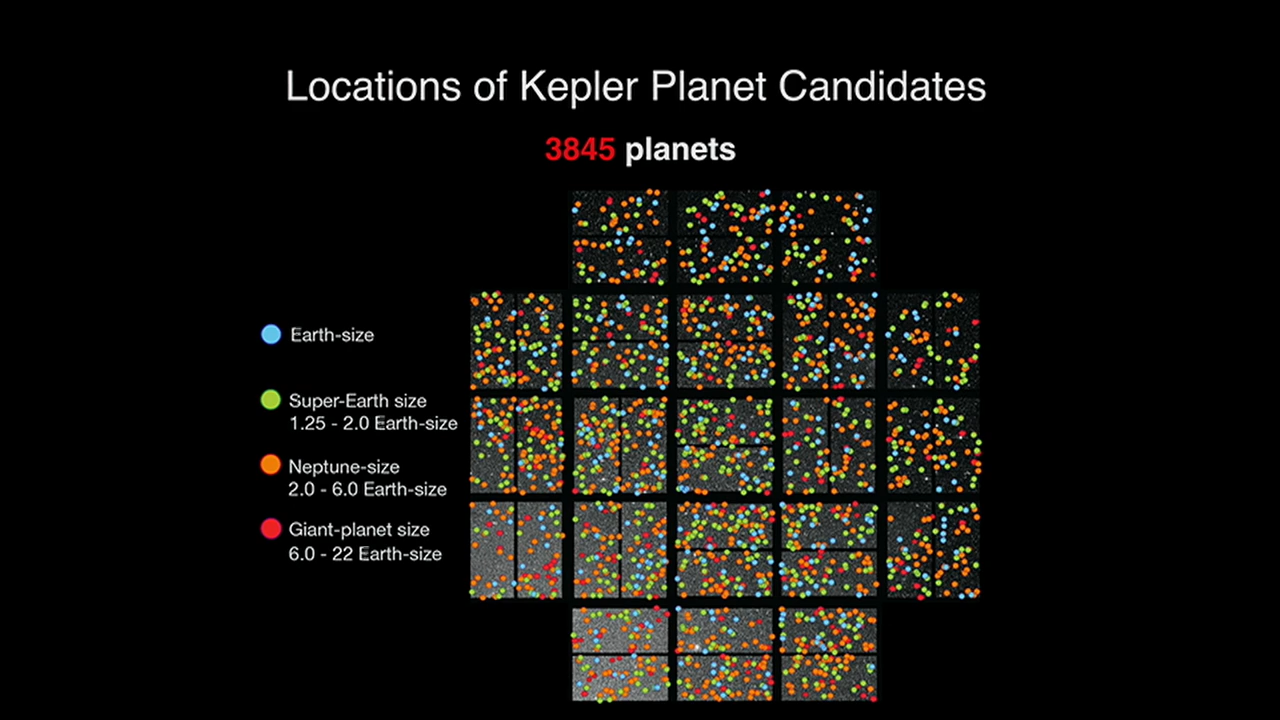 Locations of Kepler Planet Candidates
3845 planets
Earth-size
Super-Earth size
1.25 - 2.0 Earth-size
Neptune-size
2.0 - 6.0 Earth-size
Giant-planet size
6.0 - 22 Earth-size